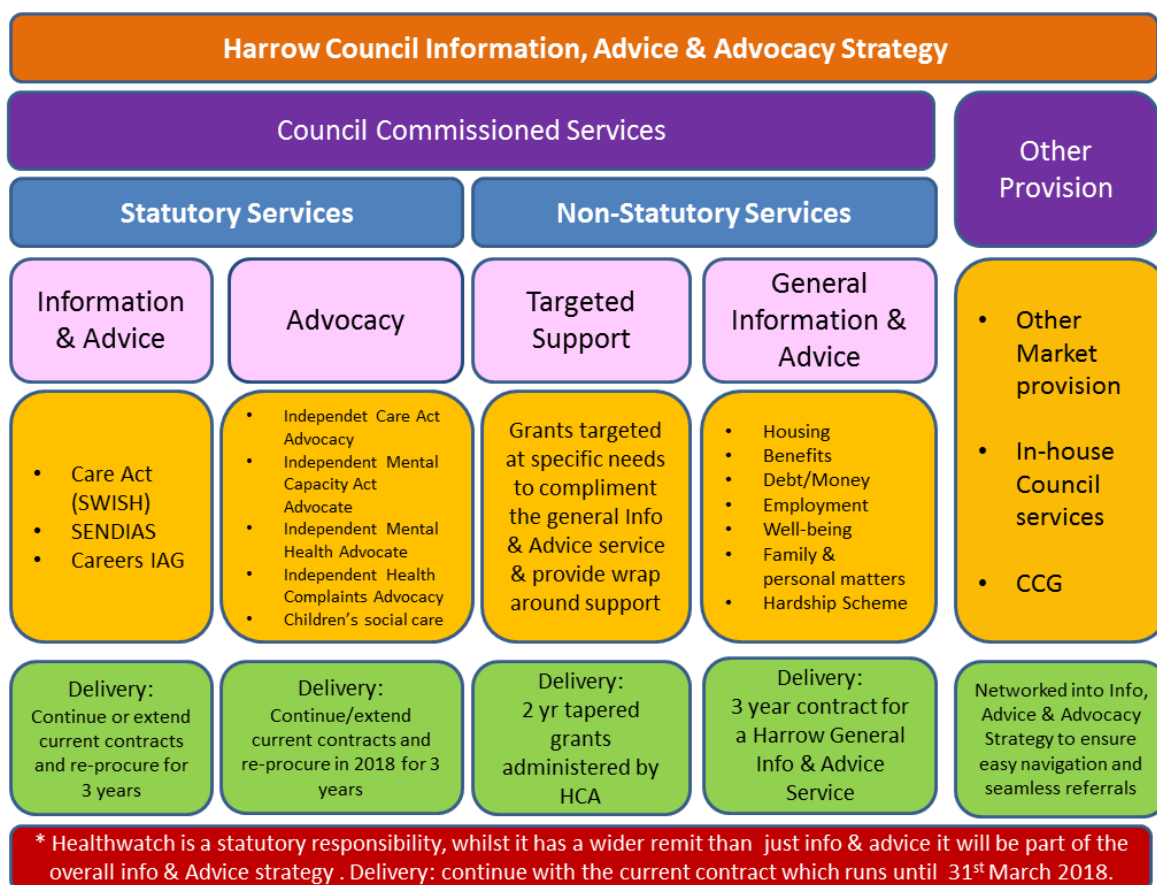 Harrow Council Information, Advice & Advocacy Strategy
Council Commissioned Services
Other
Provision
Statutory Services
Non-Statutory Services
Information
& Advice
Advocacy
Targeted
Support
General
Information &
Advice
• Care Act
(SWISH)
• SENDIAS
• Careers IAG
• Independet Care Act
Advocacy
• Independent Mental
Capacity Act
Advocate
• Independent Mental
Health Advocate
• Independent Health
Complaints Advocacy
• Children's social care
Grants targeted
at specific needs
to compliment
the general Info
& Advice service
& provide wrap
around support
• Housing
• Benefits
• Debt/Money
• Employment
• Well-being
• Family &
personal matters
• Hardship Scheme
• Other
Market
provision
• In-house
Council
services
• CCG
Delivery:
Continue or extend
current contracts
and re-procure for
3 years
Delivery:
Continue/extend
current contracts and
re-procure in 2018 for 3
years
Delivery:
2 yr tapered
grants
administered by
HCA
Delivery:
3 year contract for
a Harrow General
Info & Advice
Service
Networked into Info,
Advice & Advocacy
Strategy to ensure
easy navigation and
seamless referrals
* Healthwatch is a statutory responsibility, whilst it has a wider remit than just info & advice it will be part of the
overall info & Advice strategy . Delivery: continue with the current contract which runs until 31st March 2018.